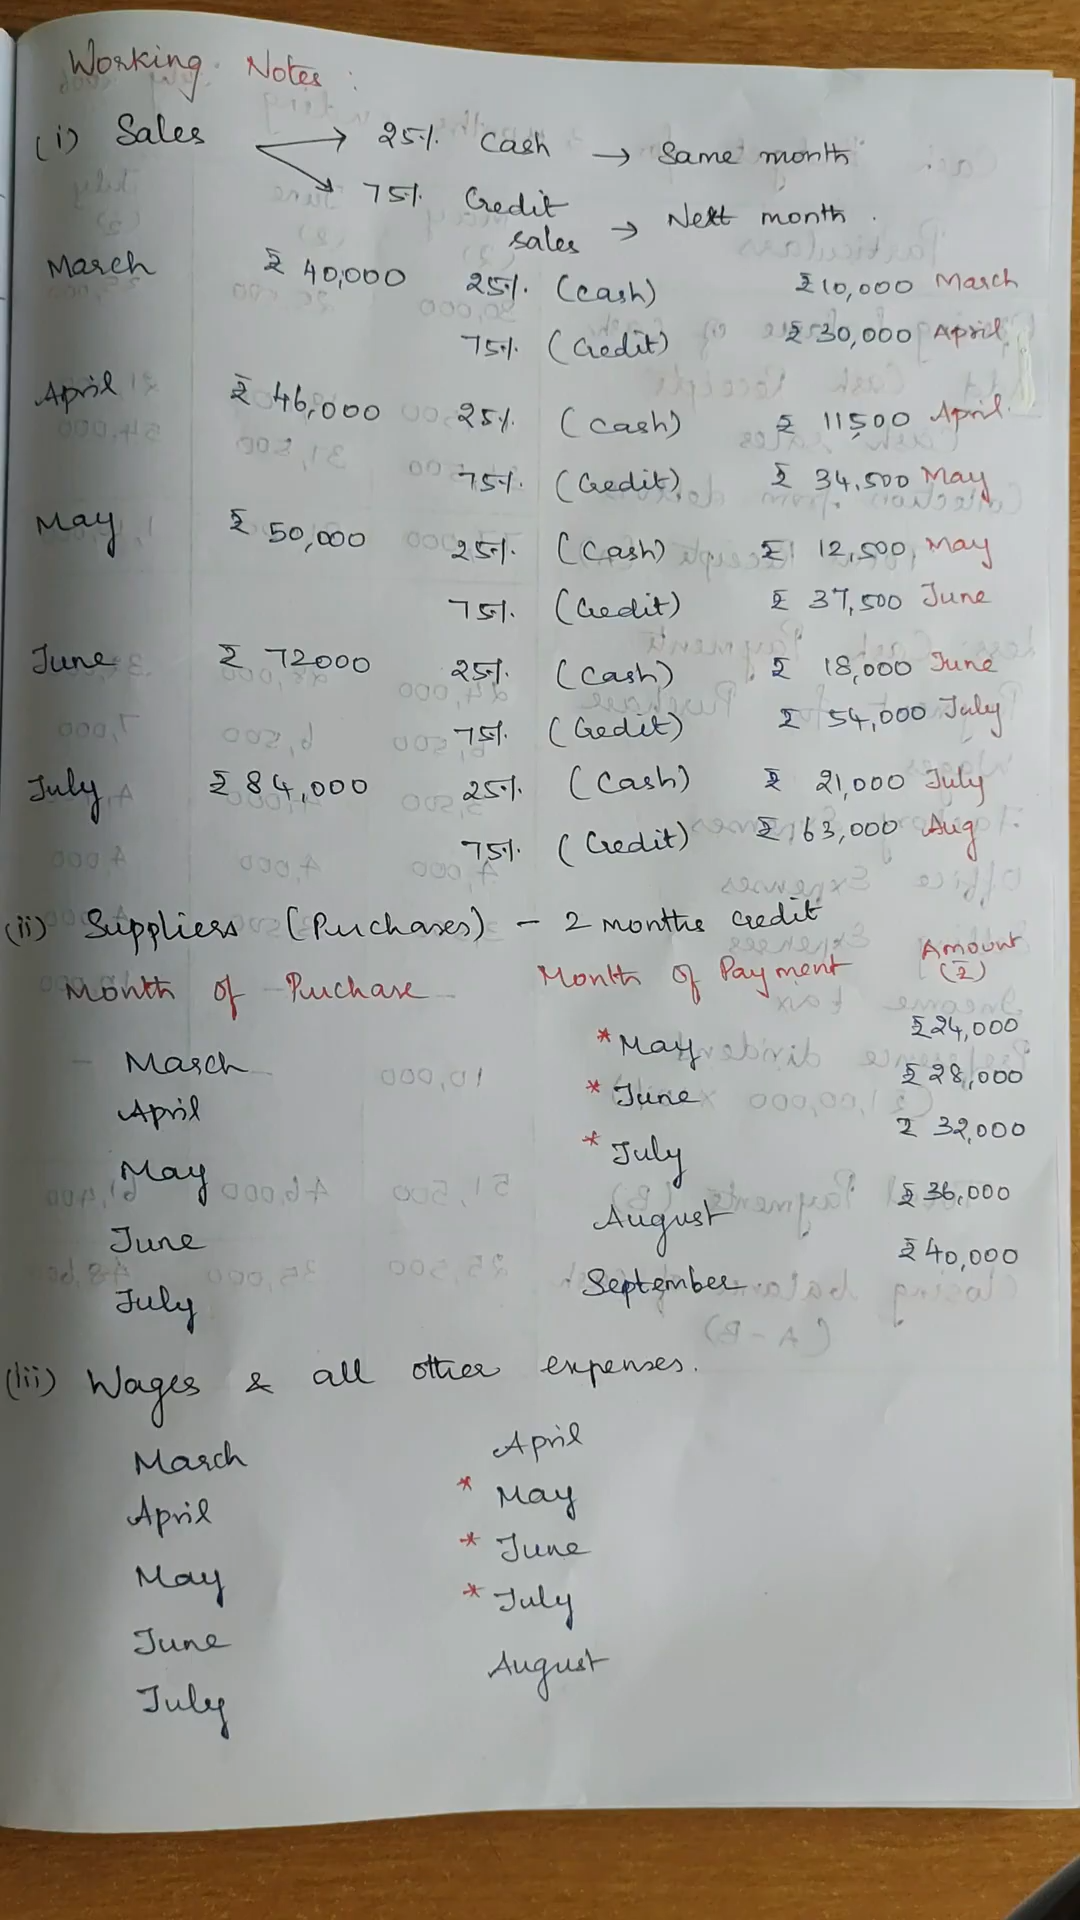 Working Notes :
(i) Sales → 25% Cash → Same month
→ 75% Credit sales → Next month.
March ₹ 40,000 25% (Cash) ₹10,000 March
75% (Credit) ₹30,000 April
April ₹ 46,000 25% (Cash) ₹ 11,500 April.
75% (Credit) ₹ 34,500 May
May ₹ 50,000 25% (Cash) ₹ 12,500 May
75% (Credit) ₹ 37,500 June
June ₹ 72000 25% (Cash) ₹ 18,000 June
75% (Credit) ₹ 54,000 July
July ₹ 84,000 25% (Cash) ₹ 21,000 July
75% (Credit) ₹ 63,000 Aug
(ii) Suppliers (Purchases) - 2 months credit
Month of Purchase Month of Payment Amount (₹)
March * May ₹24,000
April * June ₹28,000
May * July ₹ 32,000
June August ₹36,000
July September ₹40,000
(iii) Wages & all other expenses.
March April
April * May
May * June
June * July
July August